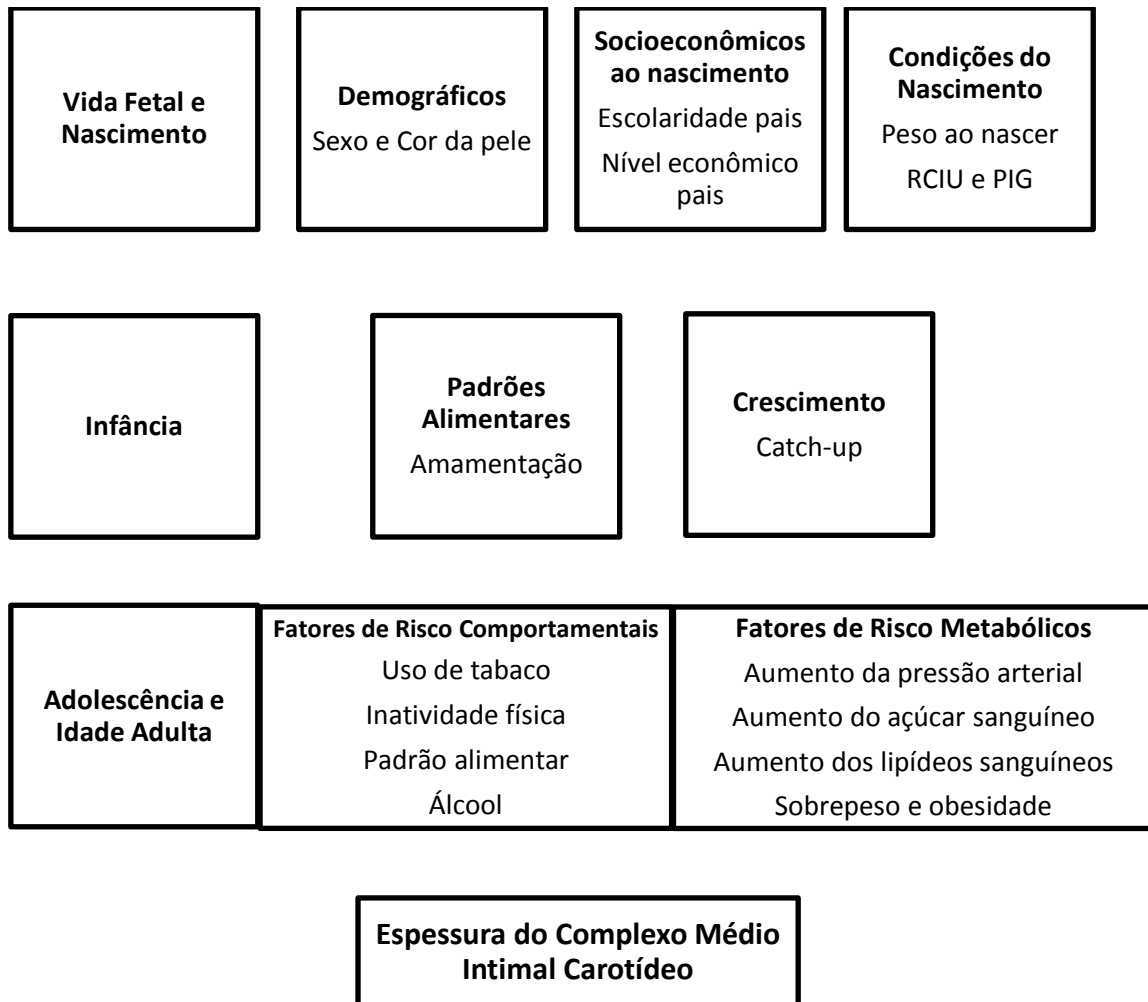 Vida Fetal e
Nascimento
Demográficos
Sexo e Cor da pele
Socioeconômicos
ao nascimento
Escolaridade pais
Nível econômico
pais
Condições do
Nascimento
Peso ao nascer
RCIU e PIG
Infância
Padrões
Alimentares
Amamentação
Crescimento
Catch-up
Adolescência e
Idade Adulta
Fatores de Risco Comportamentais
Uso de tabaco
Inatividade física
Padrão alimentar
Álcool
Fatores de Risco Metabólicos
Aumento da pressão arterial
Aumento do açúcar sanguíneo
Aumento dos lipídeos sanguíneos
Sobrepeso e obesidade
Espessura do Complexo Médio
Intimal Carotídeo